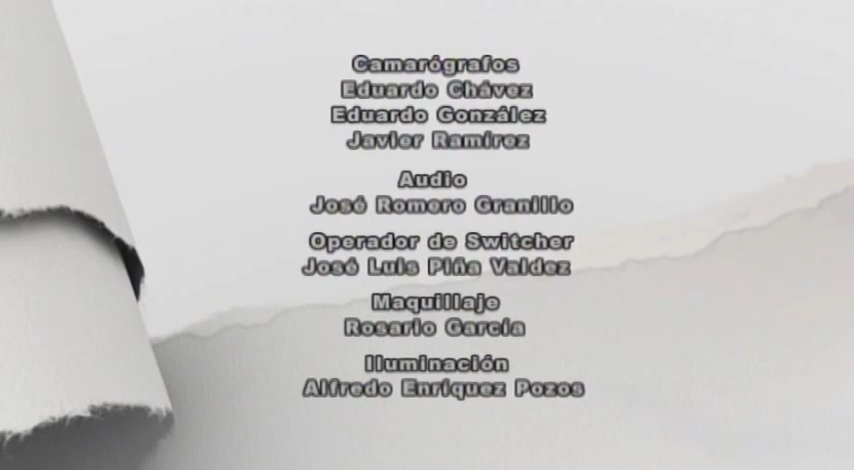 Camarógrafos
Eduardo Chávez
Eduardo González
Javier Ramírez
Audio
José Romero Granillo
Operador de Switcher
José Luis Piña Valdez
Maquillaje
Rosario García
Iluminación
Alfredo Enríquez Pozos